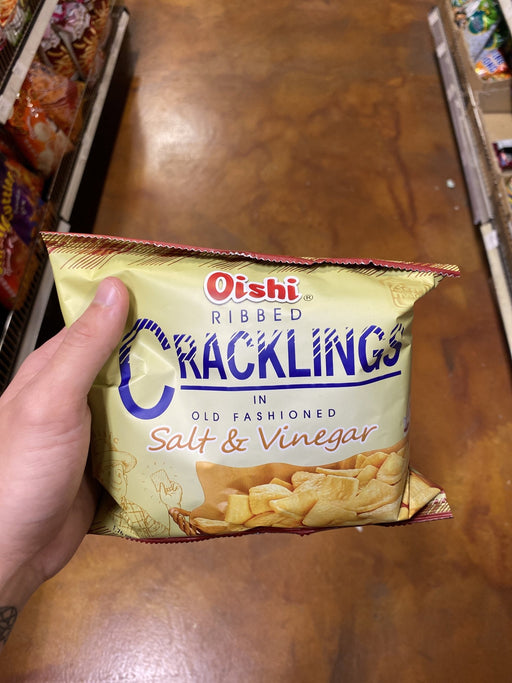 Oishi®
RIBBED
CRACKLINGS
IN
OLD FASHIONED
Salt & Vinegar